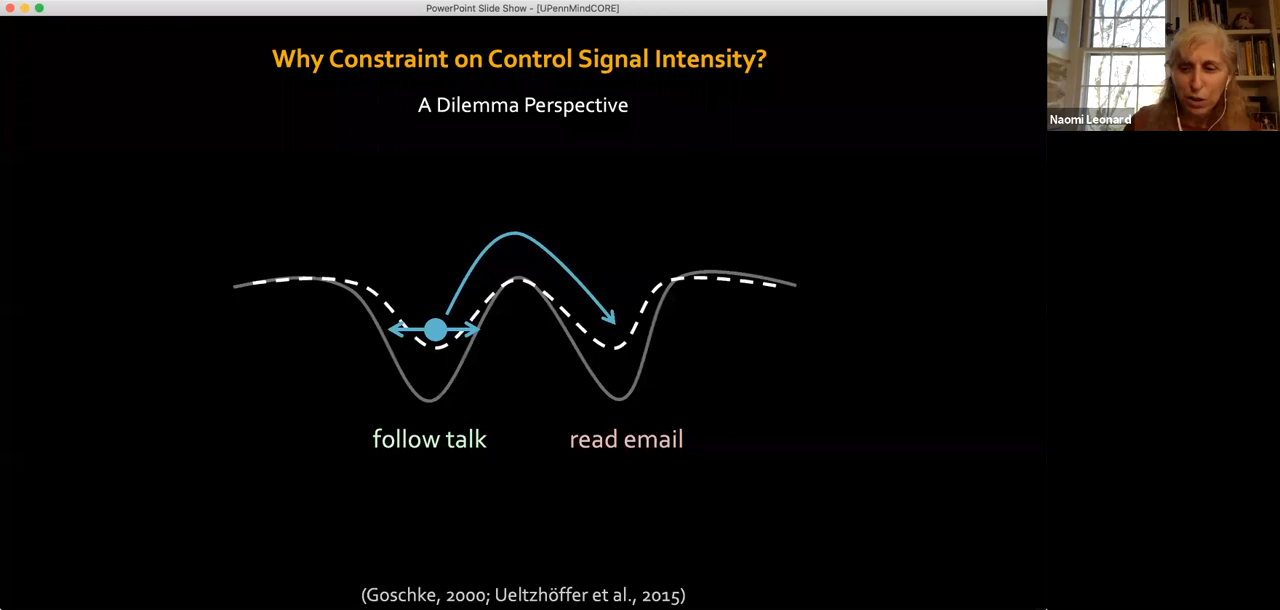 PowerPoint Slide Show - [UPennMindCORE]
Why Constraint on Control Signal Intensity?
A Dilemma Perspective
Naomi Leonard
follow talk
read email
(Goschke, 2000; Ueltzhöffer et al., 2015)